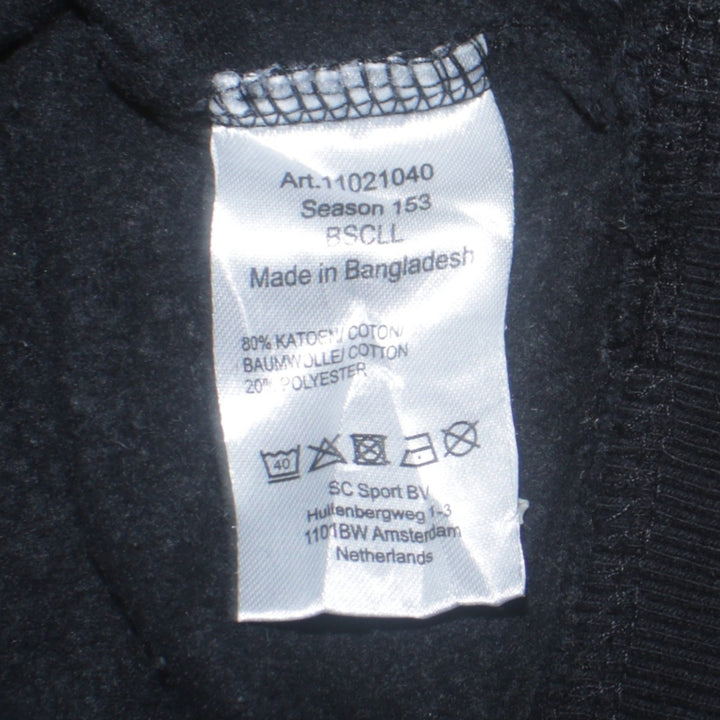 Art.11021040
Season 153
BSCLL
Made in Bangladesh
80% KATOEN/ COTON/
BAUMWOLLE/ COTTON
20% POLYESTER
40
SC Sport BV
Hullenbergweg 1-3
1101BW Amsterdam
Netherlands